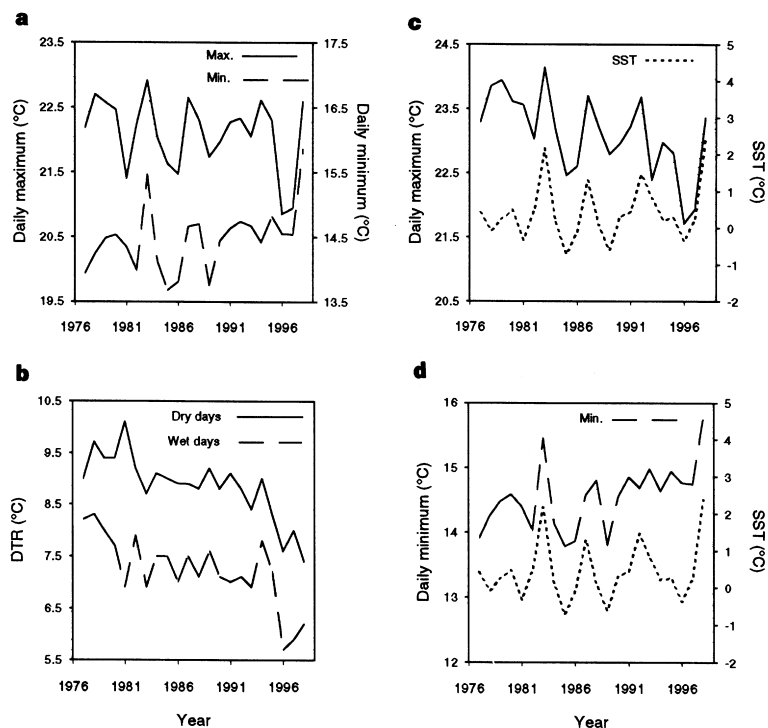 a
23.5
22.5
21.5
20.5
19.5
Daily maximum (°C)
17.5
16.5
15.5
14.5
13.5
Daily minimum (°C)
Max.
Min.
1976 1981 1986 1991 1996
c
24.5
23.5
22.5
21.5
20.5
Daily maximum (°C)
5
4
3
2
1
0
-1
-2
SST (°C)
SST
1976 1981 1986 1991 1996
b
10.5
9.5
8.5
7.5
6.5
5.5
DTR (°C)
Dry days
Wet days
1976 1981 1986 1991 1996
Year
d
16
15
14
13
12
Daily minimum (°C)
5
4
3
2
1
0
-1
-2
SST (°C)
Min.
1976 1981 1986 1991 1996
Year